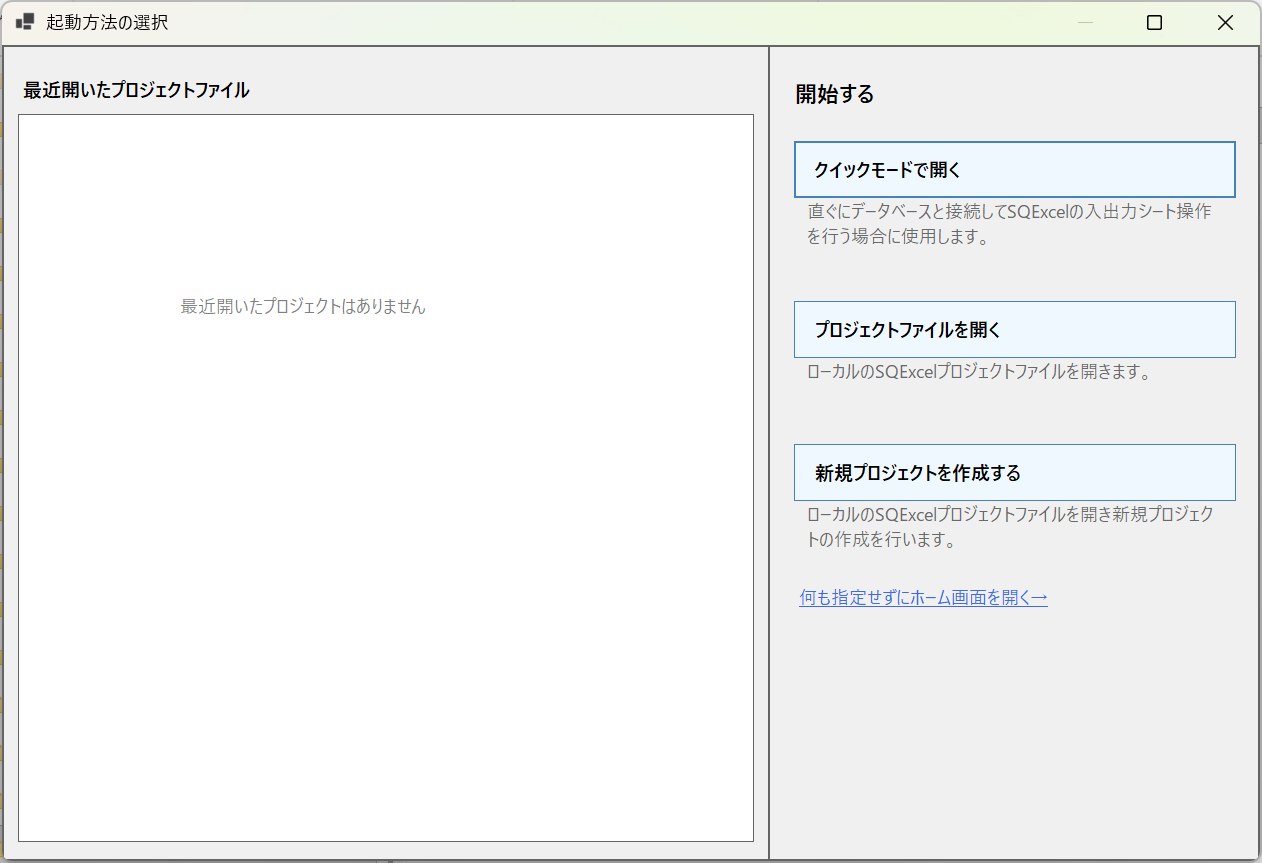 起動方法の選択
最近開いたプロジェクトファイル
最近開いたプロジェクトはありません
開始する
クイックモードで開く
直ぐにデータベースと接続してSQExcelの入出力シート操作
を行う場合に使用します。
プロジェクトファイルを開く
ローカルのSQExcelプロジェクトファイルを開きます。
新規プロジェクトを作成する
ローカルのSQExcelプロジェクトファイルを開き新規プロジェク
トの作成を行います。
何も指定せずにホーム画面を開く→